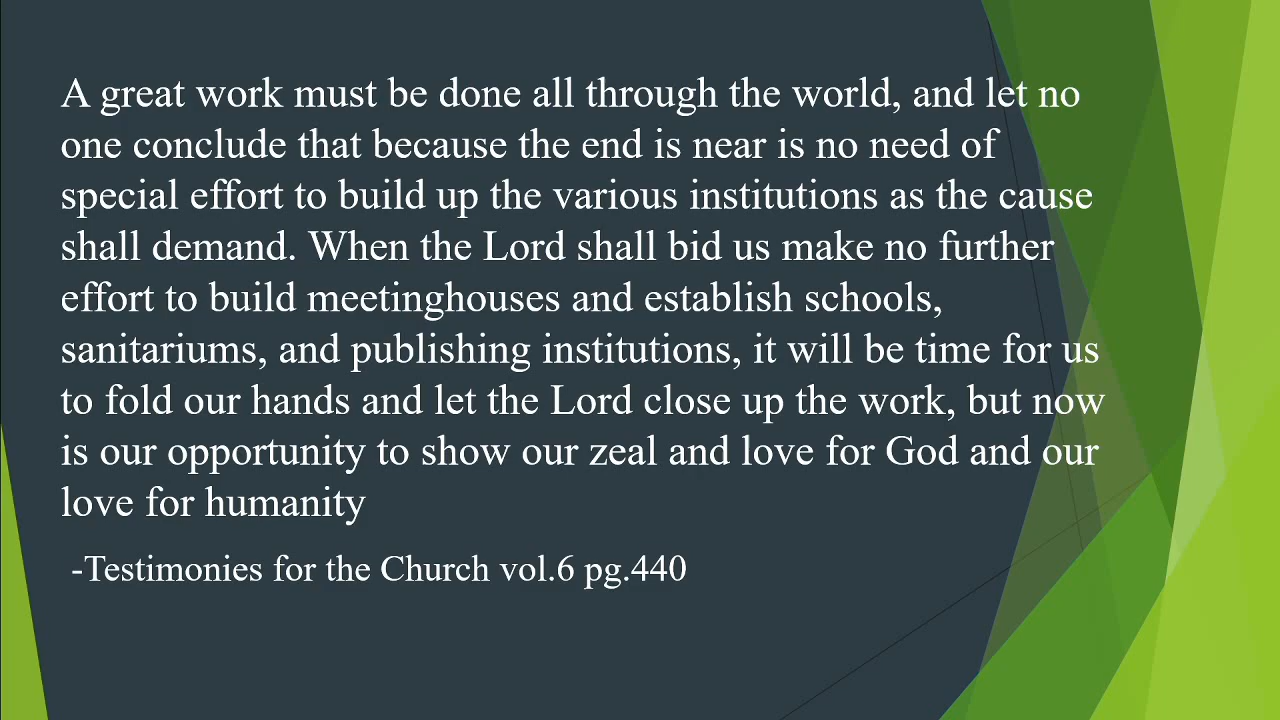 A great work must be done all through the world, and let no
one conclude that because the end is near is no need of
special effort to build up the various institutions as the cause
shall demand. When the Lord shall bid us make no further
effort to build meetinghouses and establish schools,
sanitariums, and publishing institutions, it will be time for us
to fold our hands and let the Lord close up the work, but now
is our opportunity to show our zeal and love for God and our
love for humanity
-Testimonies for the Church vol.6 pg.440